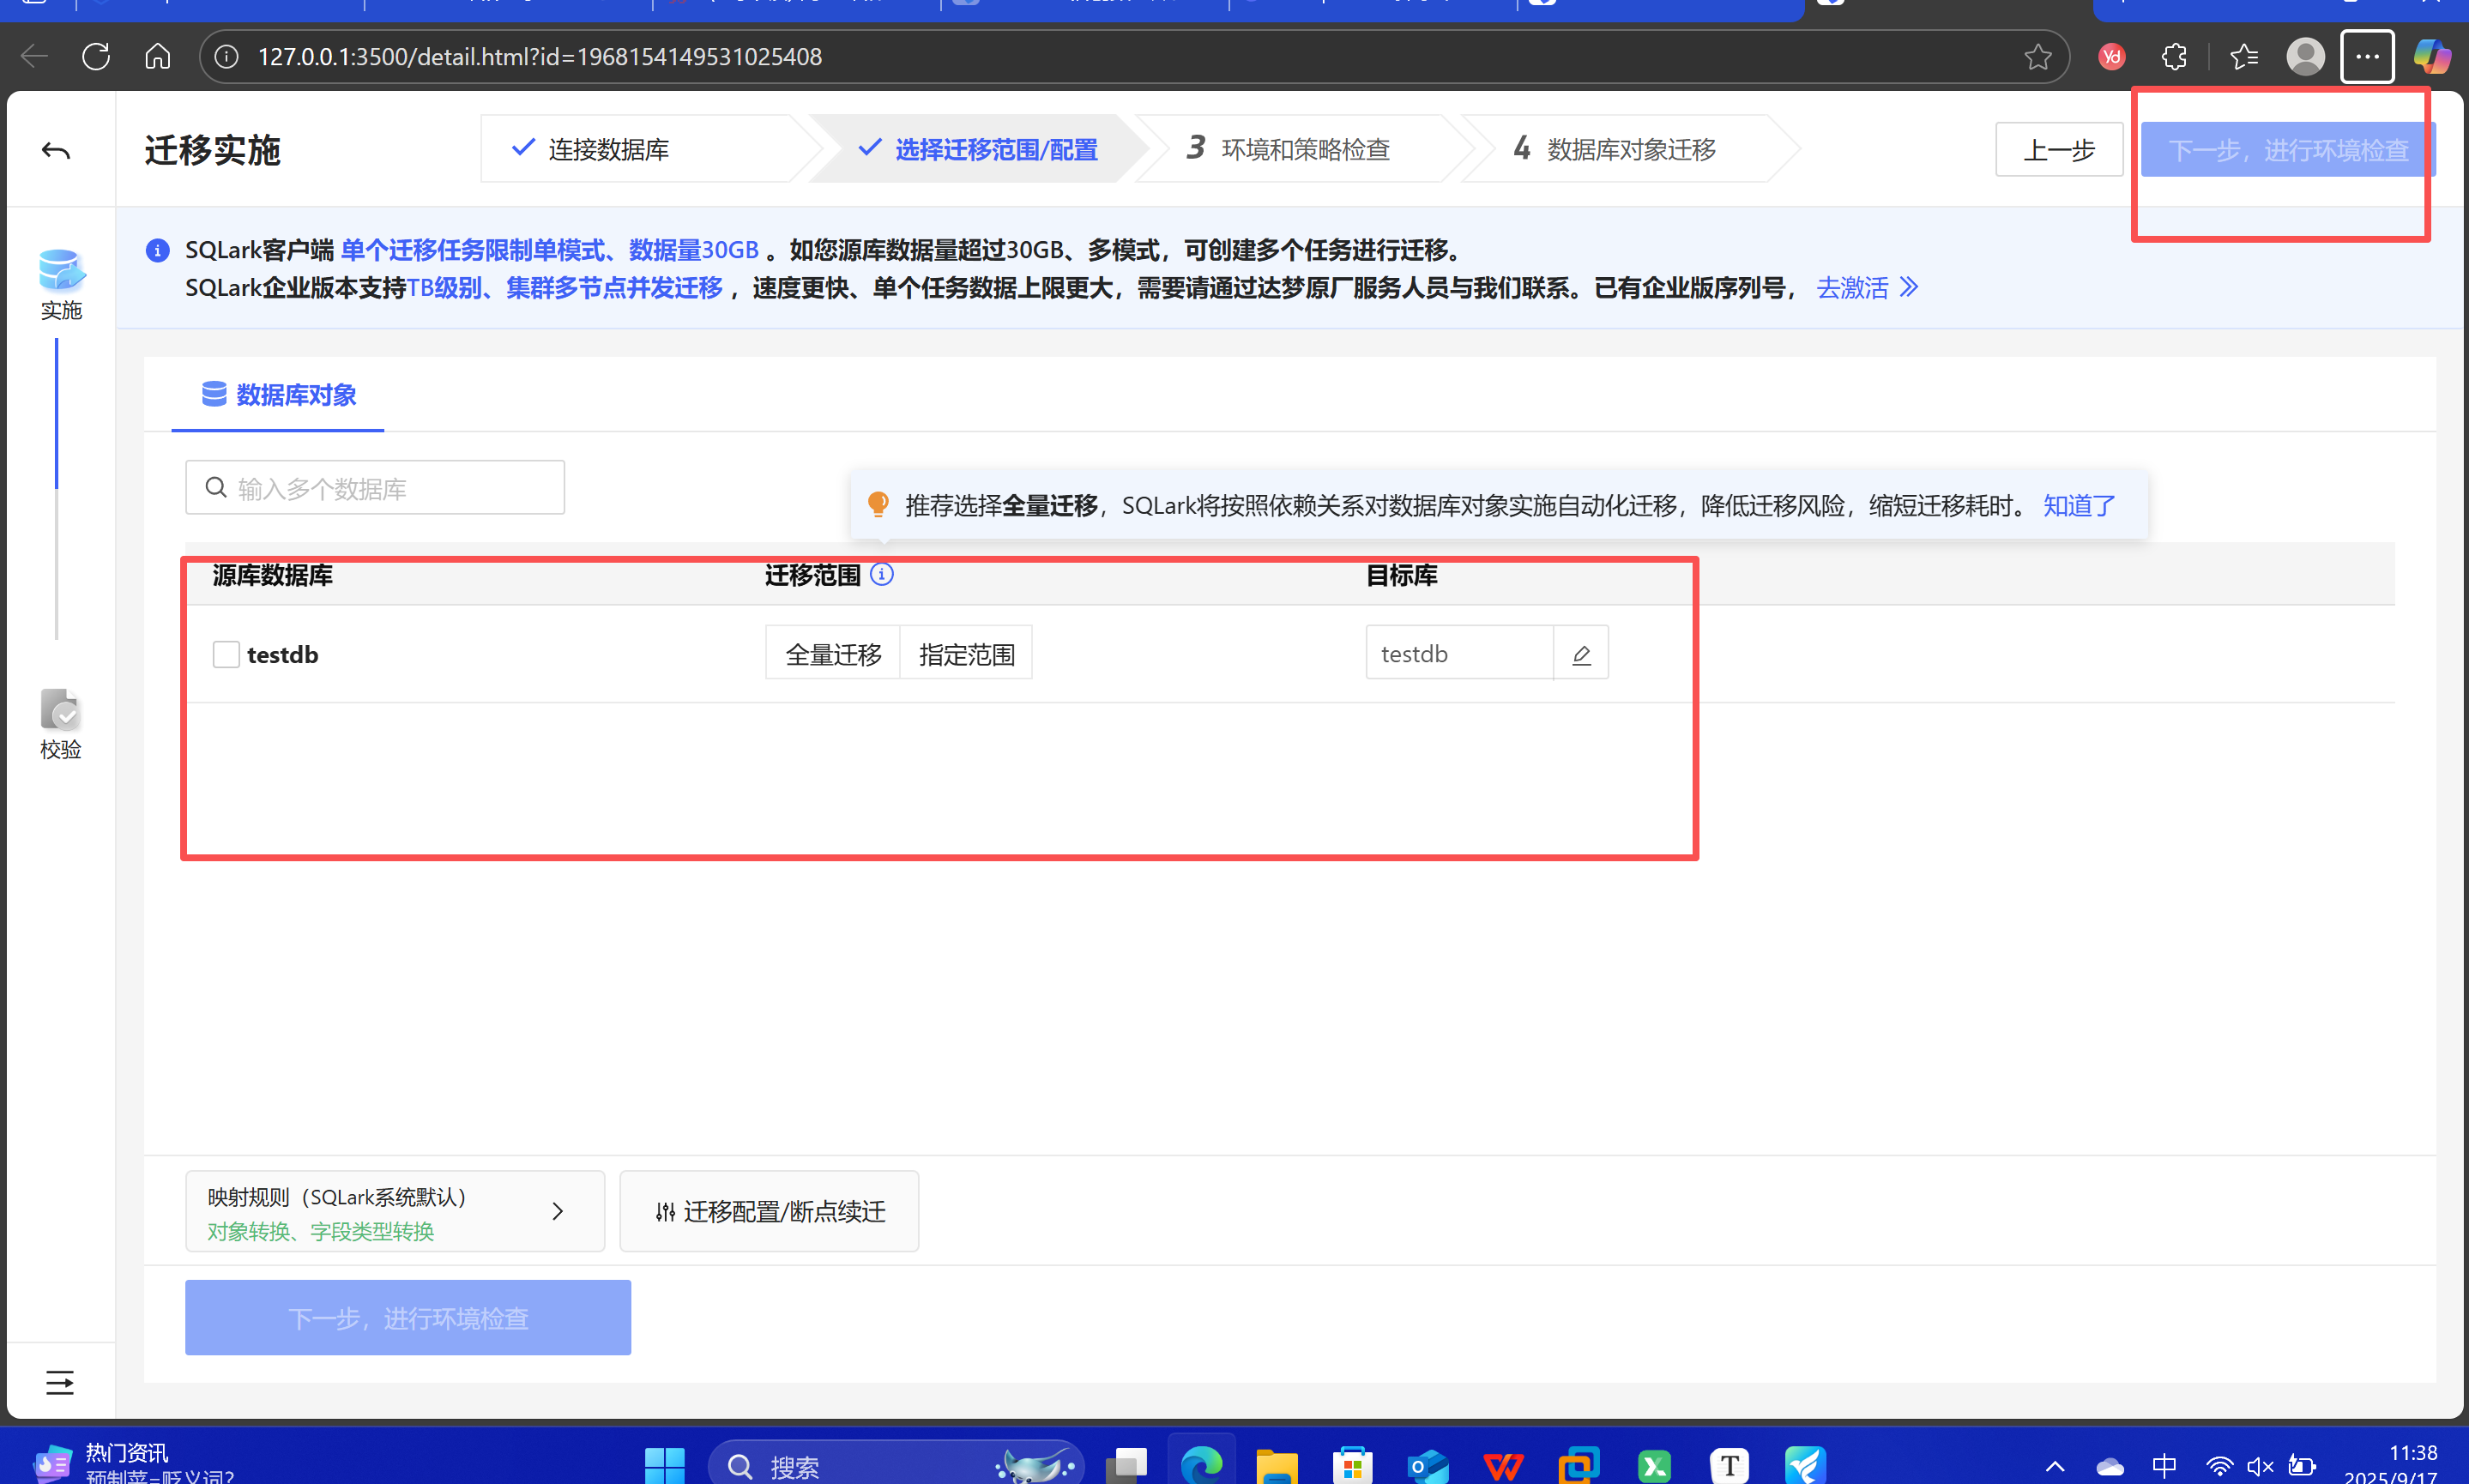 127.0.0.1:3500/detail.html?id=1968154149531025408
迁移实施
连接数据库
选择迁移范围/配置
3 环境和策略检查
4 数据库对象迁移
上一步
下一步，进行环境检查
SQLark客户端 单个迁移任务限制单模式、数据量30GB 。如您源库数据量超过30GB、多模式，可创建多个任务进行迁移。
SQLark企业版本支持TB级别、集群多节点并发迁移 ，速度更快、单个任务数据上限更大，需要请通过达梦原厂服务人员与我们联系。已有企业版序列号， 去激活
实施
校验
数据库对象
输入多个数据库
推荐选择全量迁移，SQLark将按照依赖关系对数据库对象实施自动化迁移，降低迁移风险，缩短迁移耗时。 知道了
源库数据库
迁移范围
目标库
testdb
全量迁移
指定范围
testdb
映射规则（SQLark系统默认）
对象转换、字段类型转换
迁移配置/断点续迁
下一步，进行环境检查
热门资讯
预制菜=贬义词?
搜索
中
11:38
2025/9/17